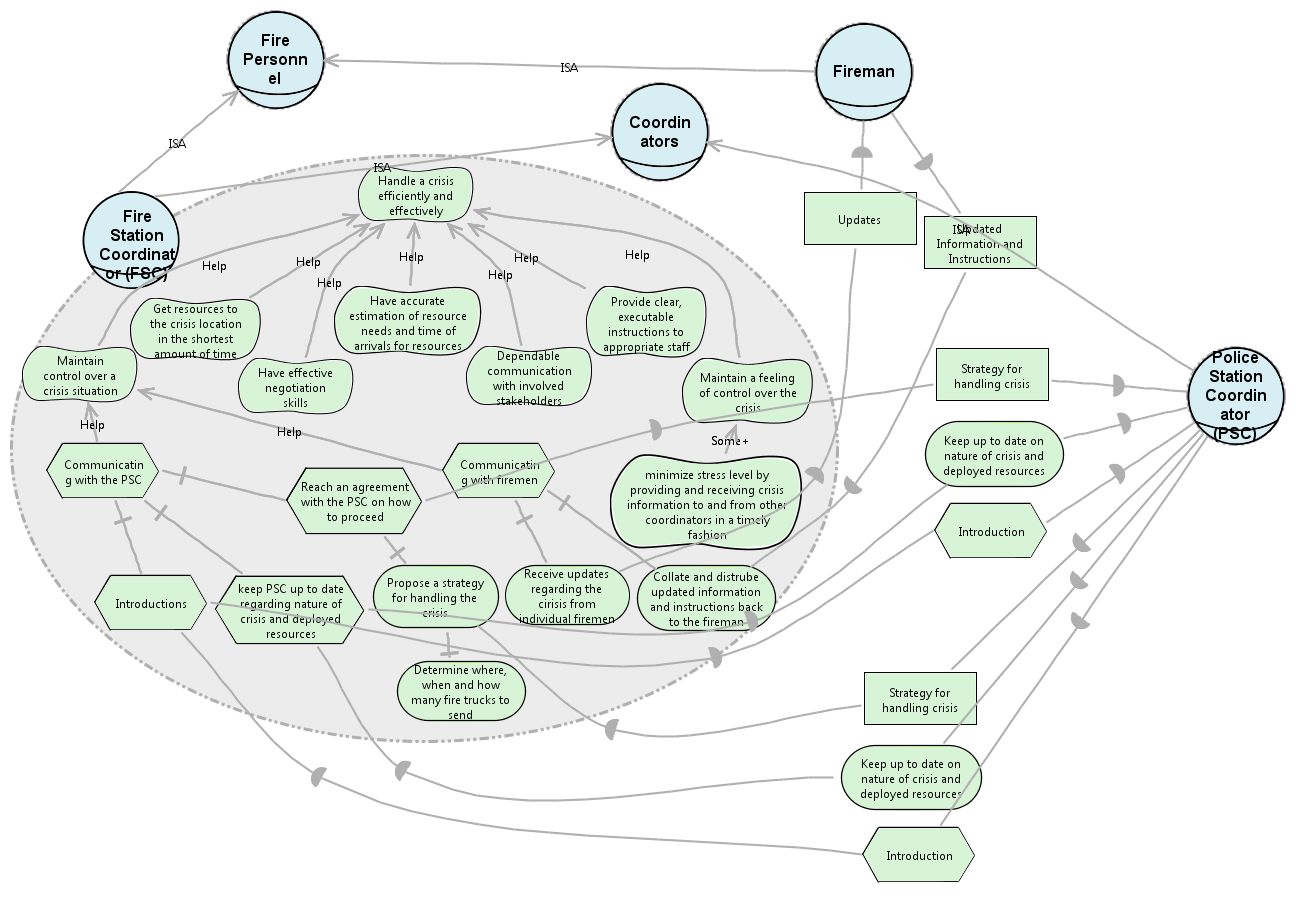 Fire
Personn
el
ISA
Fireman
Coordin
ators
ISA
ISA
Handle a crisis
efficiently and
effectively
Fire
Station
Coordinat
or (FSC)
Updates
ISA
Updated
Information and
Instructions
Help
Help
Help
Help
Help
Help
Help
Get resources to
the crisis location
in the shortest
amount of time
Have accurate
estimation of resource
needs and time of
arrivals for resources
Provide clear,
executable
instructions to
appropriate staff
Maintain
control over a
crisis situation
Have effective
negotiation
skills
Dependable
communication
with involved
stakeholders
Maintain a feeling
of control over the
crisis
Strategy for
handling crisis
Police
Station
Coordin
ator
(PSC)
Help
Help
Some+
Keep up to date on
nature of crisis and
deployed resources
Communicatin
g with the PSC
Reach an agreement
with the PSC on how
to proceed
Communicatin
g with firemen
minimize stress level by
providing and receiving crisis
information to and from other
coordinators in a timely
fashion
Introduction
Introductions
keep PSC up to date
regarding nature of
crisis and deployed
resources
Propose a strategy
for handling the
crisis
Receive updates
regarding the
cirisis from
individual firemen
Collate and distrube
updated information
and instructions back
to the fireman
Determine where,
when and how
many fire trucks to
send
Strategy for
handling crisis
Keep up to date on
nature of crisis and
deployed resources
Introduction